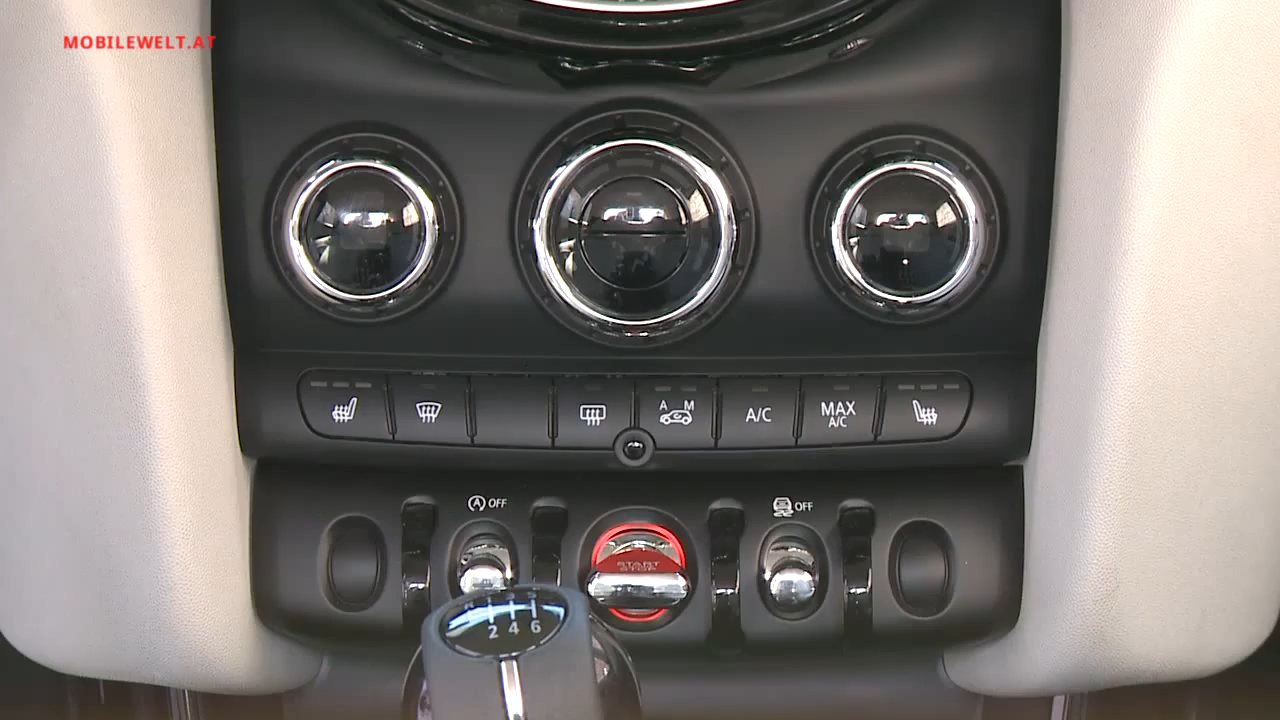 MOBILEWELT.AT
A M
A/C
MAX
A/C
A OFF
OFF
START
STOP
2 4 6